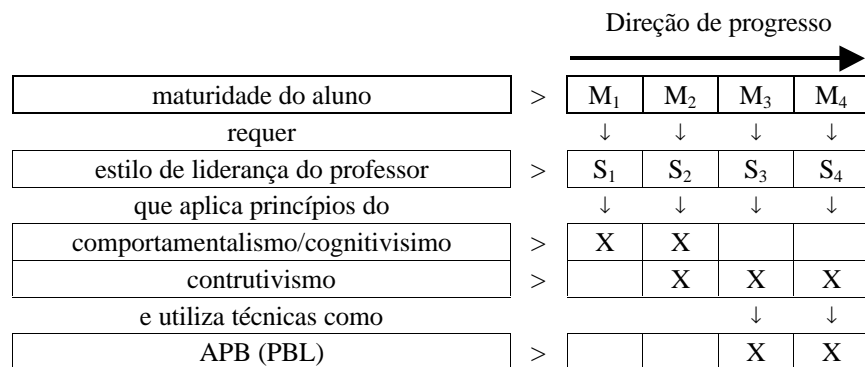 Direção de progresso
maturidade do aluno > M₁ M₂ M₃ M₄
requer ↓ ↓ ↓ ↓
estilo de liderança do professor > S₁ S₂ S₃ S₄
que aplica princípios do ↓ ↓ ↓ ↓
comportamentalismo/cognitivisimo > X X
contrutivismo > X X X
e utiliza técnicas como ↓ ↓
APB (PBL) > X X